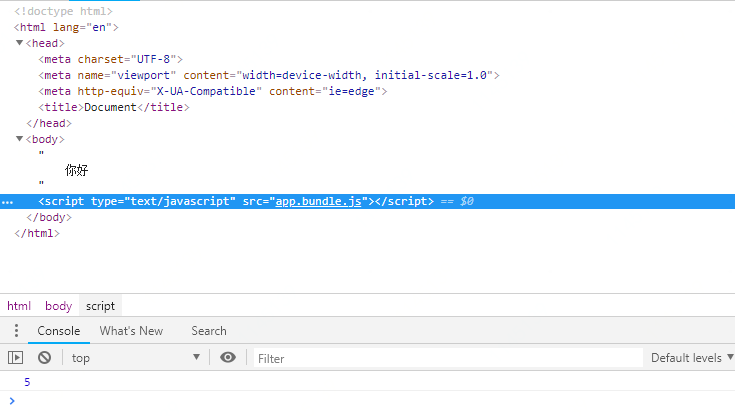 <!doctype html>
<html lang="en">
<head>
<meta charset="UTF-8">
<meta name="viewport" content="width=device-width, initial-scale=1.0">
<meta http-equiv="X-UA-Compatible" content="ie=edge">
<title>Document</title>
</head>
<body>
"
你好
"
<script type="text/javascript" src="app.bundle.js"></script> == $0
</body>
</html>
html body script
Console What's New Search
top Filter Default levels
5